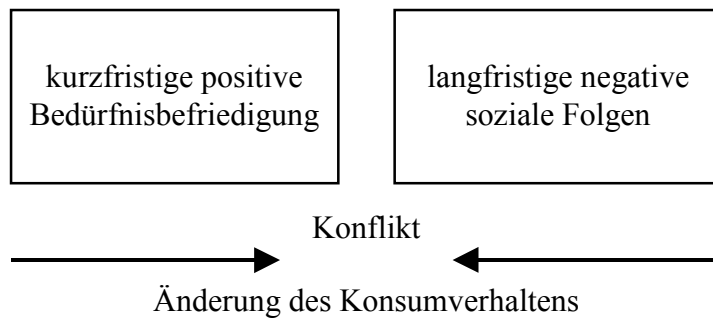 kurzfristige positive
Bedürfnisbefriedigung
langfristige negative
soziale Folgen
Konflikt
Änderung des Konsumverhaltens